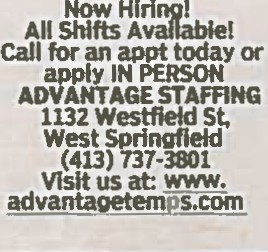 Now Hiring!
All Shifts Available!
Call for an appt today or
apply IN PERSON
ADVANTAGE STAFFING
1132 Westfield St,
West Springfield
(413) 737-3801
Visit us at: www.
advantagetemps.com